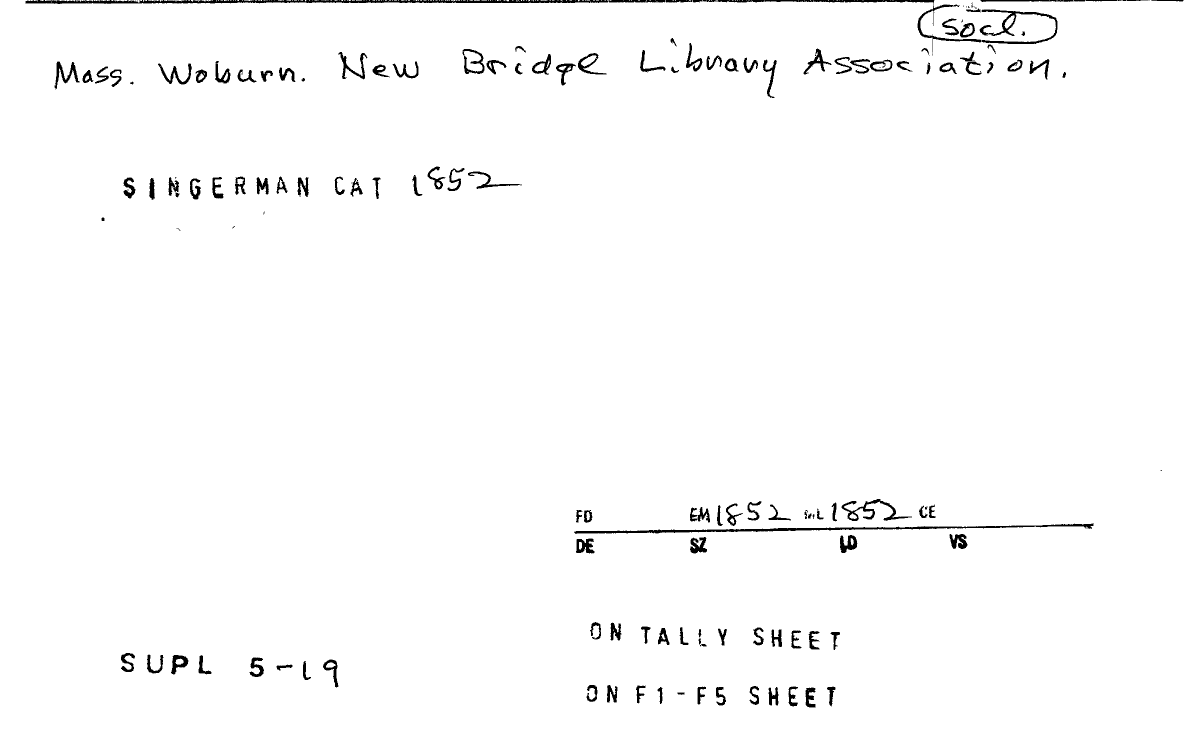 socl.
Mass. Woburn. New Bridge Library Association.
SINGERMAN CAT 1852
FD EM 1852 INL 1852 CE
DE SZ LD VS
ON TALLY SHEET
SUPL 5-19
ON F1-F5 SHEET